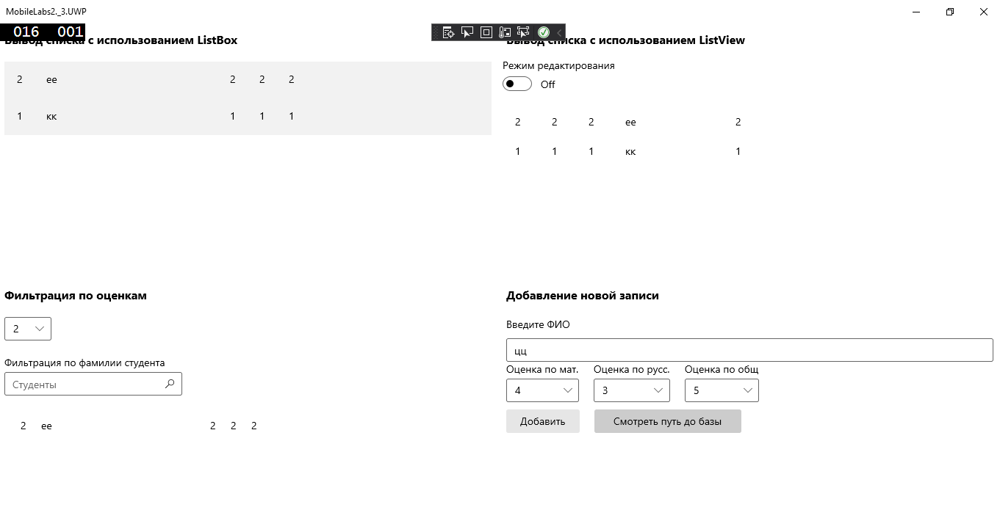 MobileLabs2._3.UWP
016 001
Вывод списка с использованием ListBox
2 ее 2 2 2
1 кк 1 1 1
Вывод списка с использованием ListView
Режим редактирования
Off
2 2 2 ее 2
1 1 1 кк 1
Фильтрация по оценкам
2
Фильтрация по фамилии студента
Студенты
2 ее 2 2 2
Добавление новой записи
Введите ФИО
цц
Оценка по мат. Оценка по русс. Оценка по общ
4 3 5
Добавить Смотреть путь до базы